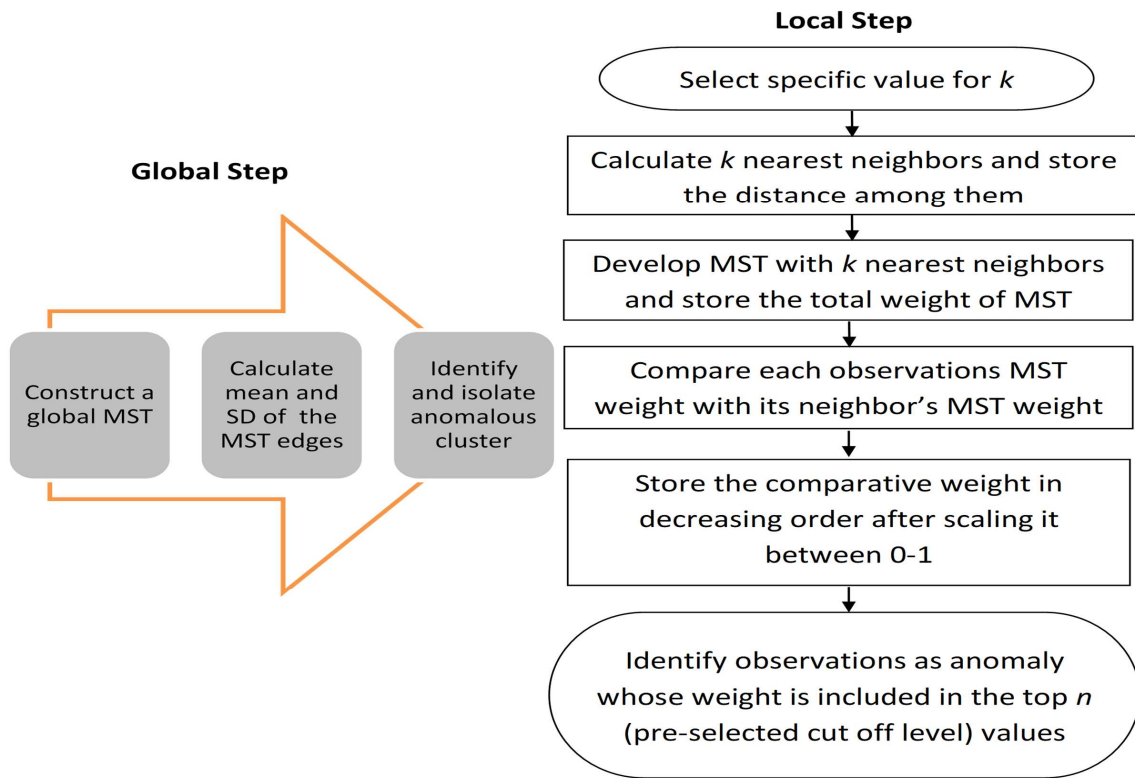 Global Step
Construct a
global MST
Calculate
mean and
SD of the
MST edges
Identify
and isolate
anomalous
cluster
Local Step
Select specific value for k
Calculate k nearest neighbors and store
the distance among them
Develop MST with k nearest neighbors
and store the total weight of MST
Compare each observations MST
weight with its neighbor’s MST weight
Store the comparative weight in
decreasing order after scaling it
between 0-1
Identify observations as anomaly
whose weight is included in the top n
(pre-selected cut off level) values